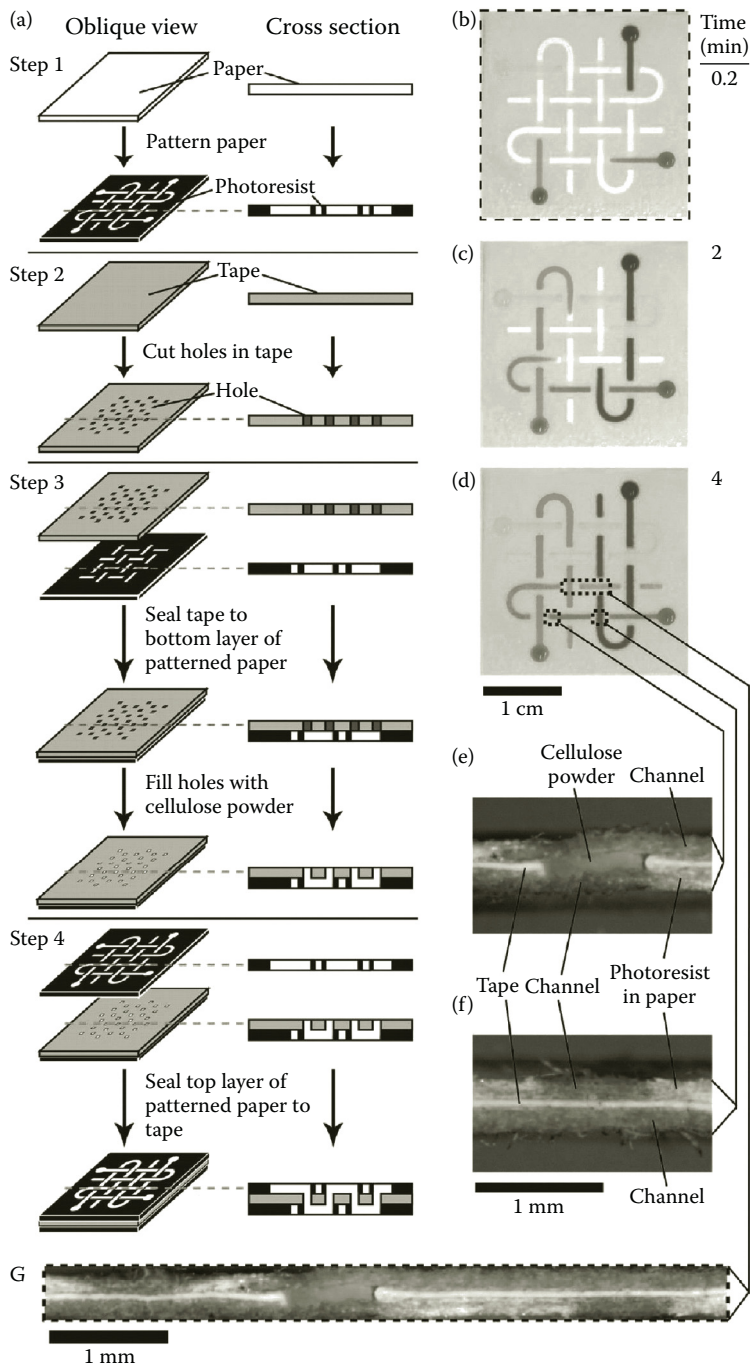 (a)
Oblique view
Cross section
Step 1
Paper
Pattern paper
Photoresist
Step 2
Tape
Cut holes in tape
Hole
Step 3
Seal tape to
bottom layer of
patterned paper
Fill holes with
cellulose powder
Step 4
Seal top layer of
patterned paper to
tape
(b)
Time
(min)
0.2
(c)
2
(d)
4
1 cm
(e)
Cellulose
powder
Channel
Tape
Channel
Photoresist
in paper
(f)
Channel
1 mm
G
1 mm